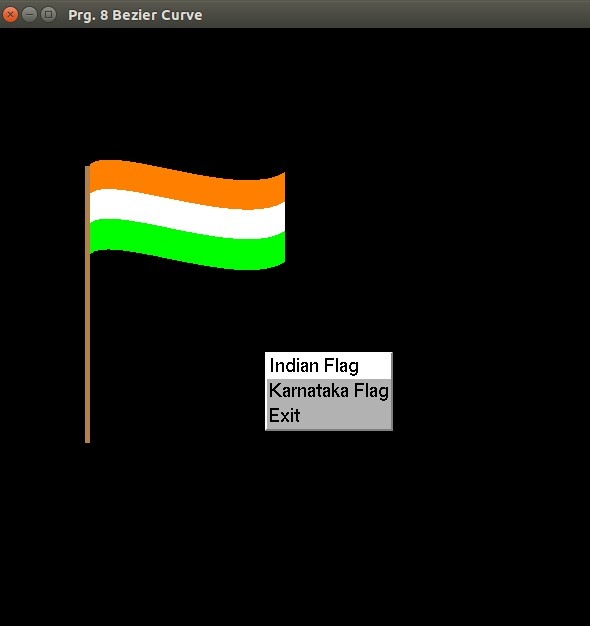 Prg. 8 Bezier Curve
Indian Flag
Karnataka Flag
Exit